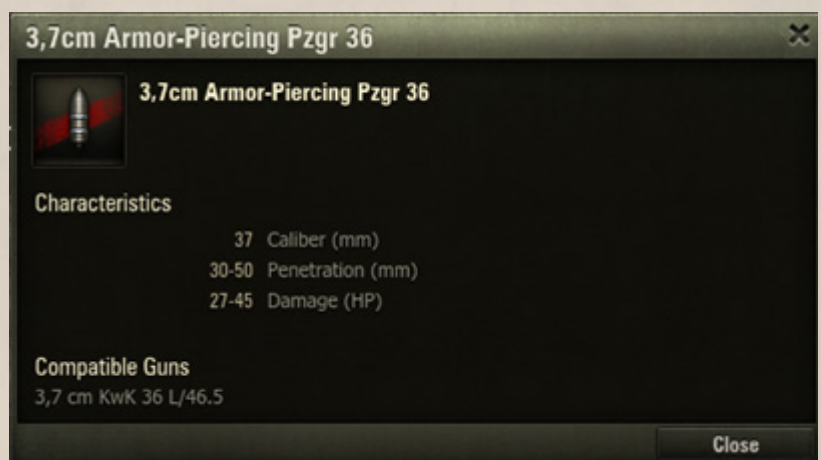 3,7cm Armor-Piercing Pzgr 36
3,7cm Armor-Piercing Pzgr 36
Characteristics
37 Caliber (mm)
30-50 Penetration (mm)
27-45 Damage (HP)
Compatible Guns
3,7 cm KwK 36 L/46.5
Close